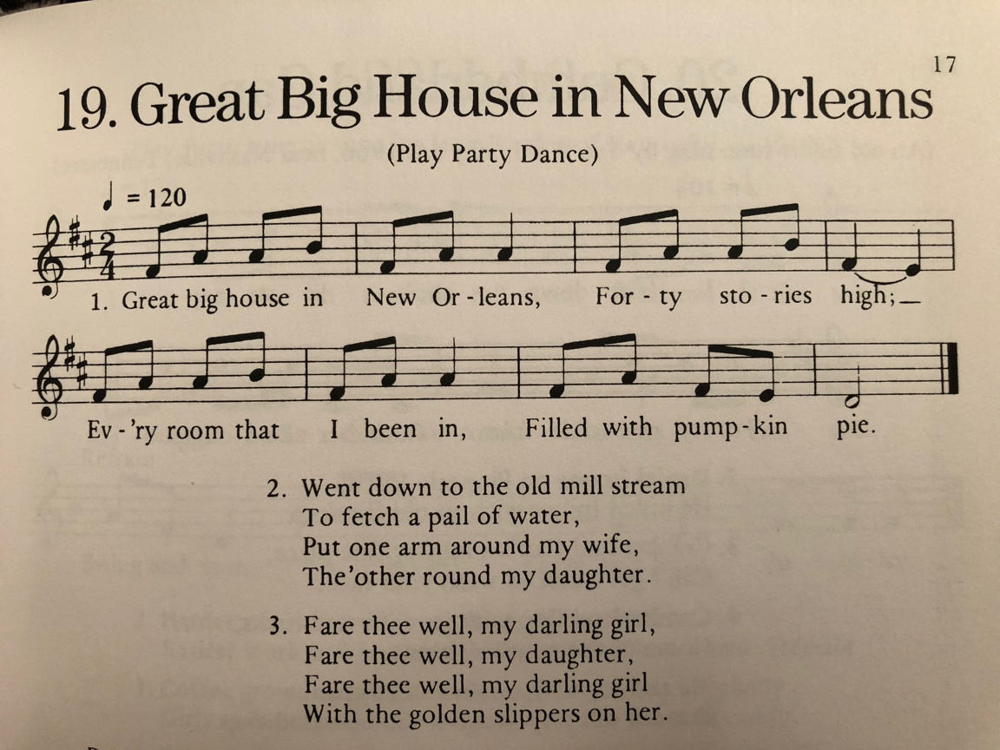 17
19. Great Big House in New Orleans
(Play Party Dance)
♩ = 120
2
4
1. Great big house in New Or - leans, For - ty sto - ries high;
Ev - 'ry room that I been in, Filled with pump - kin pie.
2. Went down to the old mill stream
To fetch a pail of water,
Put one arm around my wife,
The'other round my daughter.
3. Fare thee well, my darling girl,
Fare thee well, my daughter,
Fare thee well, my darling girl
With the golden slippers on her.